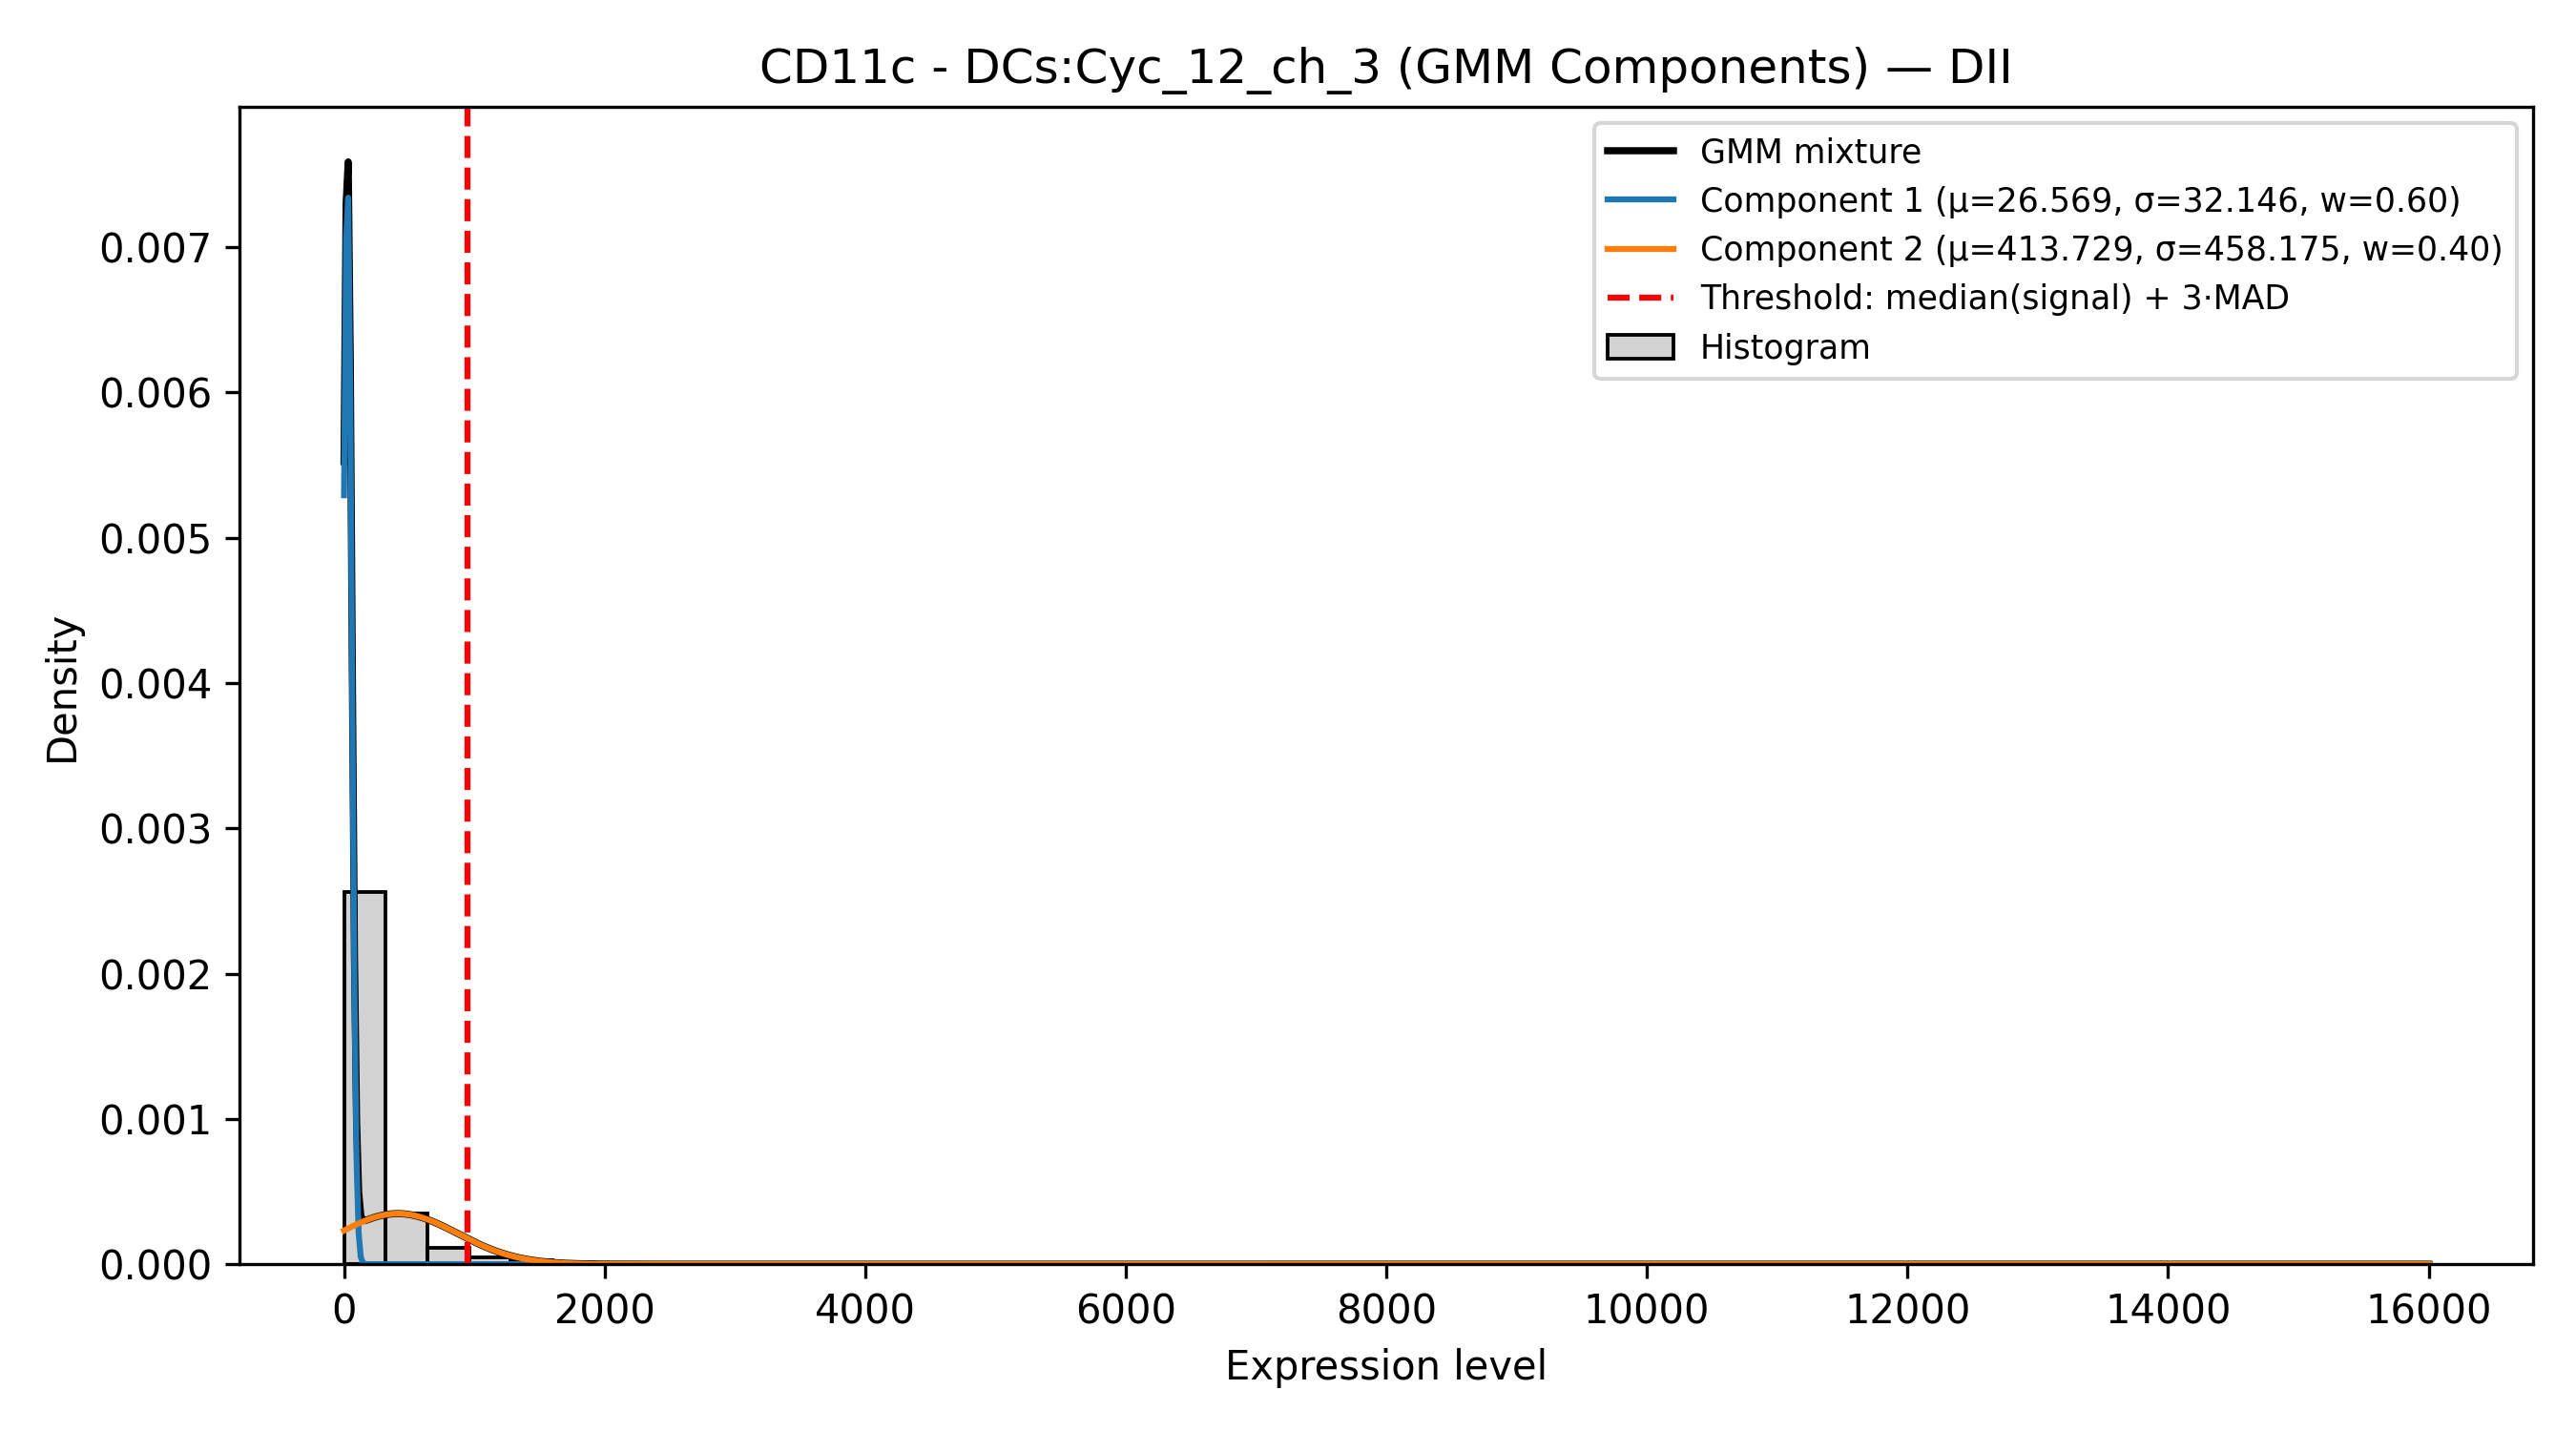 CD11c - DCs:Cyc_12_ch_3 (GMM Components) — DII
GMM mixture
Component 1 (μ=26.569, σ=32.146, w=0.60)
Component 2 (μ=413.729, σ=458.175, w=0.40)
Threshold: median(signal) + 3·MAD
Histogram
Density
0.007
0.006
0.005
0.004
0.003
0.002
0.001
0.000
0 2000 4000 6000 8000 10000 12000 14000 16000
Expression level